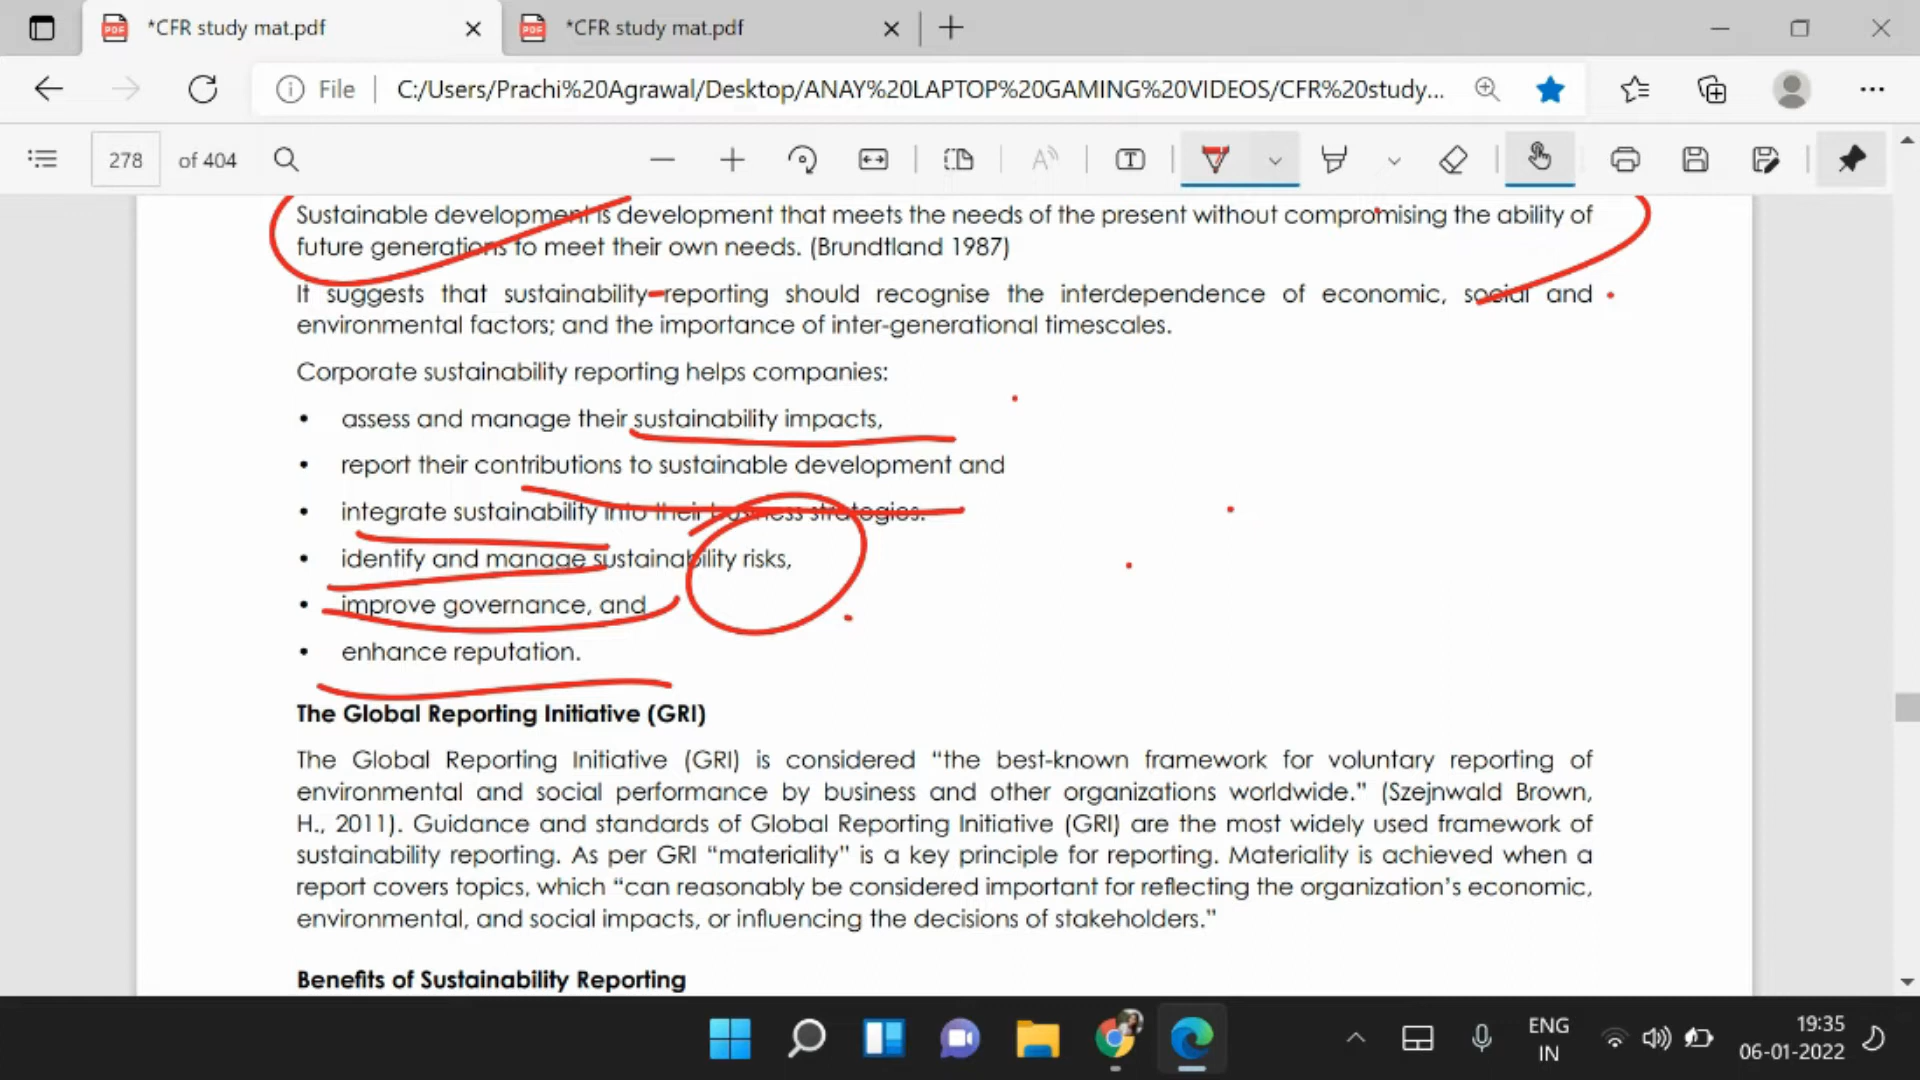 *CFR study mat.pdf
*CFR study mat.pdf
File
C:/Users/Prachi%20Agrawal/Desktop/ANAY%20LAPTOP%20GAMING%20VIDEOS/CFR%20study...
278 of 404
Sustainable development is development that meets the needs of the present without compromising the ability of
future generations to meet their own needs. (Brundtland 1987)
It suggests that sustainability reporting should recognise the interdependence of economic, social and
environmental factors; and the importance of inter-generational timescales.
Corporate sustainability reporting helps companies:
• assess and manage their sustainability impacts,
• report their contributions to sustainable development and
• integrate sustainability into their business strategies.
• identify and manage sustainability risks,
• improve governance, and
• enhance reputation.
The Global Reporting Initiative (GRI)
The Global Reporting Initiative (GRI) is considered “the best-known framework for voluntary reporting of
environmental and social performance by business and other organizations worldwide.” (Szejnwald Brown,
H., 2011). Guidance and standards of Global Reporting Initiative (GRI) are the most widely used framework of
sustainability reporting. As per GRI “materiality” is a key principle for reporting. Materiality is achieved when a
report covers topics, which “can reasonably be considered important for reflecting the organization’s economic,
environmental, and social impacts, or influencing the decisions of stakeholders.”
Benefits of Sustainability Reporting
ENG
IN
19:35
06-01-2022